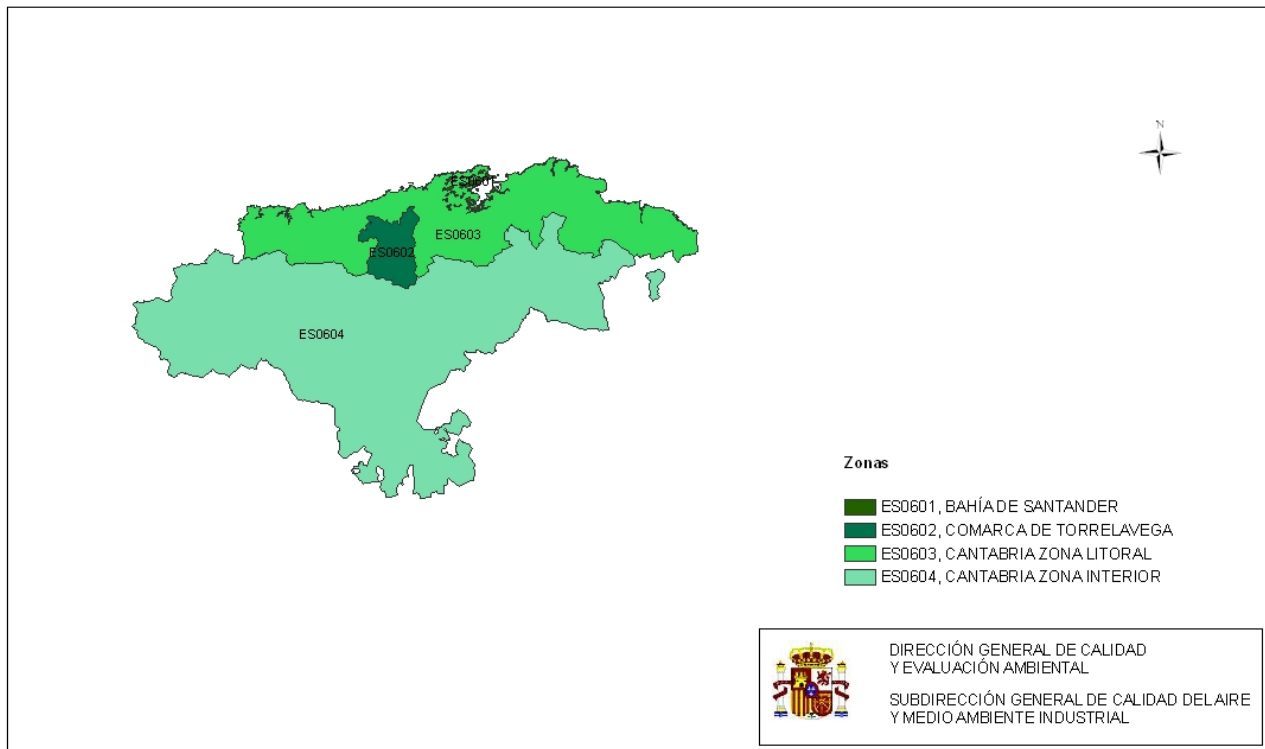 N
ES0601
ES0603
ES0602
ES0604
Zonas
ES0601, BAHÍA DE SANTANDER
ES0602, COMARCA DE TORRELAVEGA
ES0603, CANTABRIA ZONA LITORAL
ES0604, CANTABRIA ZONA INTERIOR
DIRECCIÓN GENERAL DE CALIDAD
Y EVALUACIÓN AMBIENTAL
SUBDIRECCIÓN GENERAL DE CALIDAD DEL AIRE
Y MEDIO AMBIENTE INDUSTRIAL